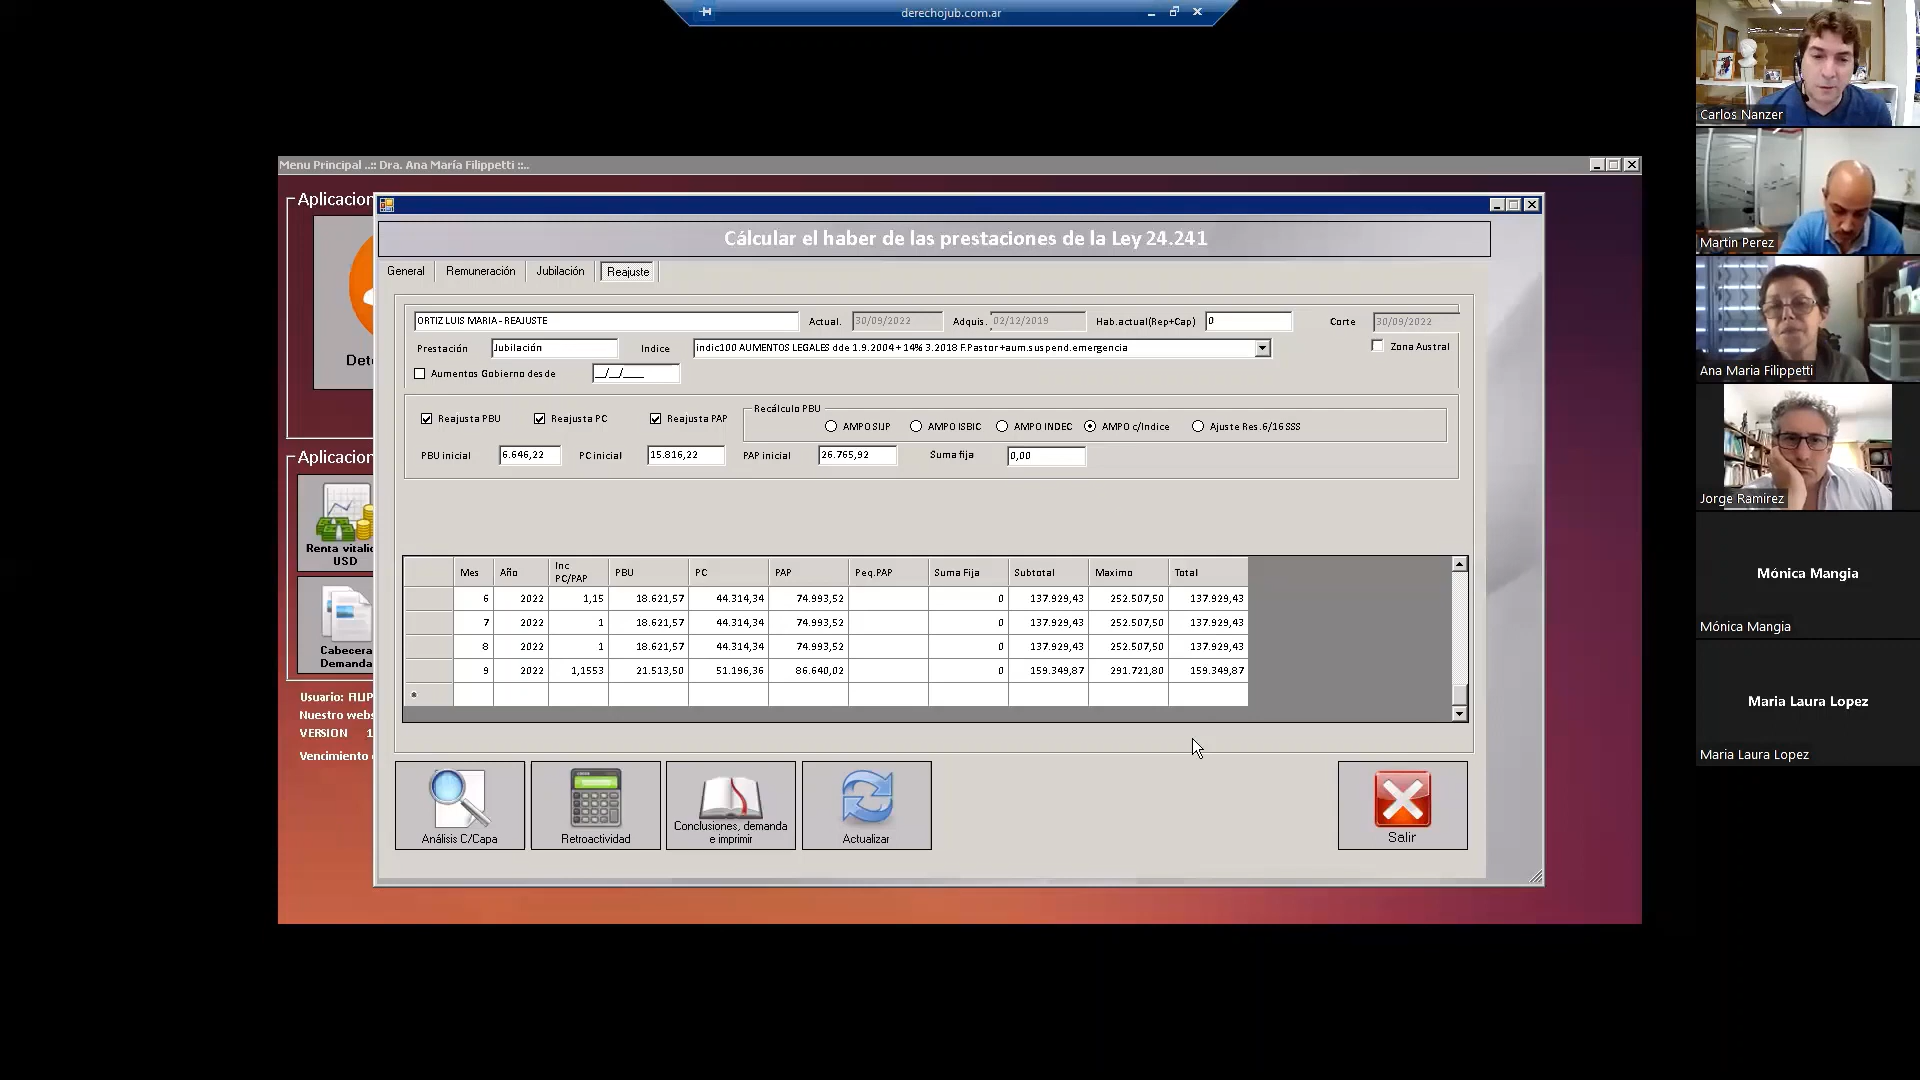 derechojub.com.ar
Menu Principal ..:: Dra. Ana María Filippetti ::..
Aplicacion
Cálcular el haber de las prestaciones de la Ley 24.241
General Remuneración Jubilación Reajuste
ORTIZ LUIS MARIA - REAJUSTE Actual. 30/09/2022 Adquis. 02/12/2019 Hab.actual(Rep+Cap) 0 Corte 30/09/2022
Prestación Jubilación Indice indic100 AUMENTOS LEGALES dde 1.9.2004 + 14% 3.2018 F.Pastor+aum.suspend.emergencia Zona Austral
Aumentos Gobierno desde __/__/____
Recálculo PBU
Reajusta PBU Reajusta PC Reajusta PAP AMPO SIJP AMPO ISBIC AMPO INDEC AMPO c/Indice Ajuste Res.6/16 SSS
PBU inicial 6.646,22 PC inicial 15.816,22 PAP inicial 26.765,92 Suma fija 0,00
Mes Año Inc PC/PAP PBU PC PAP Peq.PAP Suma Fija Subtotal Maximo Total
6 2022 1,15 18.621,57 44.314,34 74.993,52 0 137.929,43 252.507,50 137.929,43
7 2022 1 18.621,57 44.314,34 74.993,52 0 137.929,43 252.507,50 137.929,43
8 2022 1 18.621,57 44.314,34 74.993,52 0 137.929,43 252.507,50 137.929,43
9 2022 1,1553 21.513,50 51.196,36 86.640,02 0 159.349,87 291.721,80 159.349,87
Análisis C/Capa
Retroactividad
Conclusiones, demanda
e imprimir
Actualizar
Salir
Dete
Aplicacion
Renta vitalic
USD
Cabecera
Demanda
Usuario: FILIP
Nuestro webs
VERSION 1
Vencimiento
Carlos Nanzer
Martin Perez
Ana Maria Filippetti
Jorge Ramirez
Mónica Mangia
Mónica Mangia
Maria Laura Lopez
Maria Laura Lopez